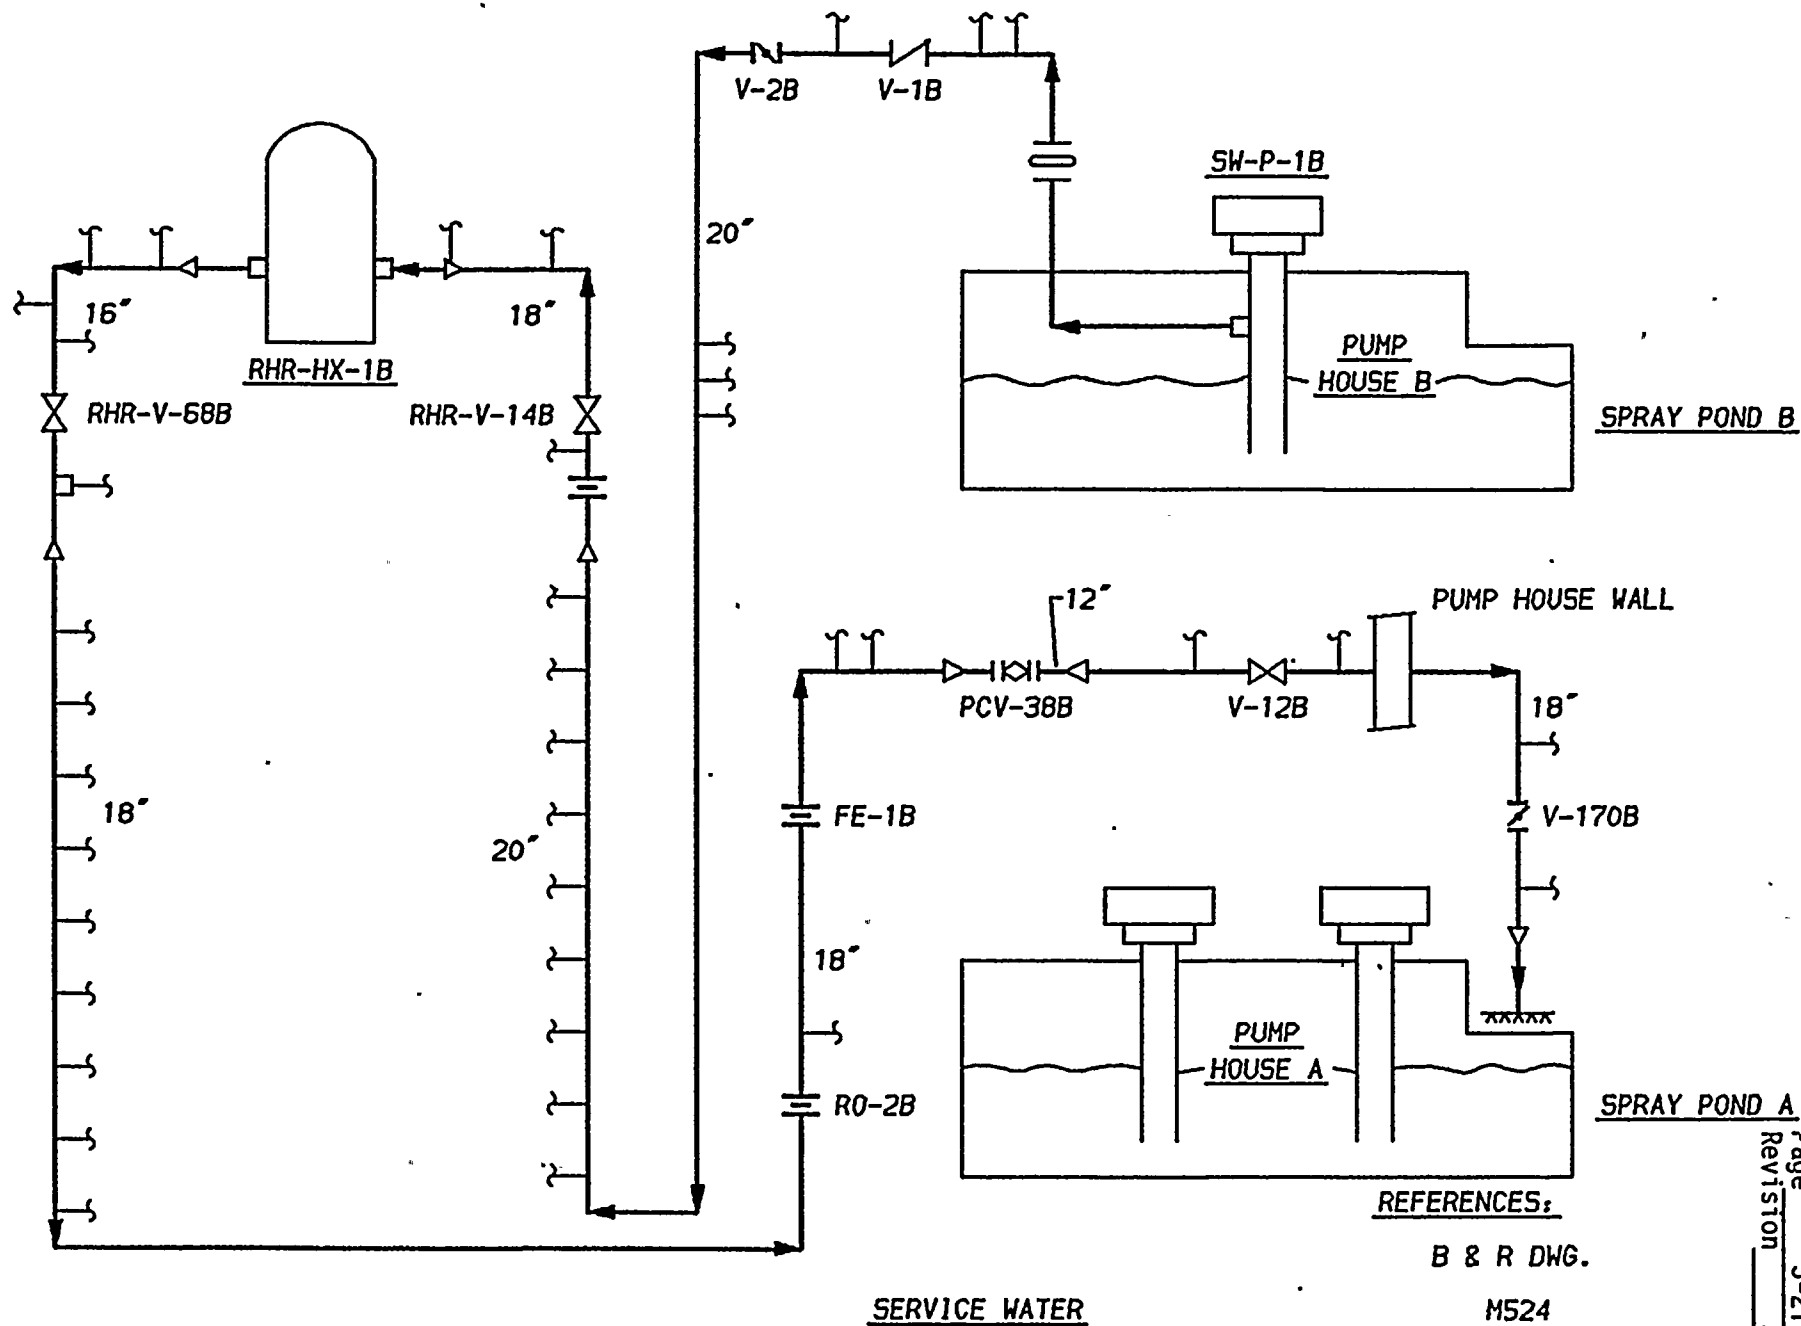 V-2B
V-1B
SW-P-1B
20"
16"
18"
RHR-HX-1B
PUMP
HOUSE B
RHR-V-68B
RHR-V-14B
SPRAY POND B
12"
PUMP HOUSE WALL
PCV-38B
V-12B
18"
18"
FE-1B
V-170B
20"
18"
PUMP
HOUSE A
RO-2B
SPRAY POND A
Page
Revision
REFERENCES:
B & R DWG.
SERVICE WATER
M524